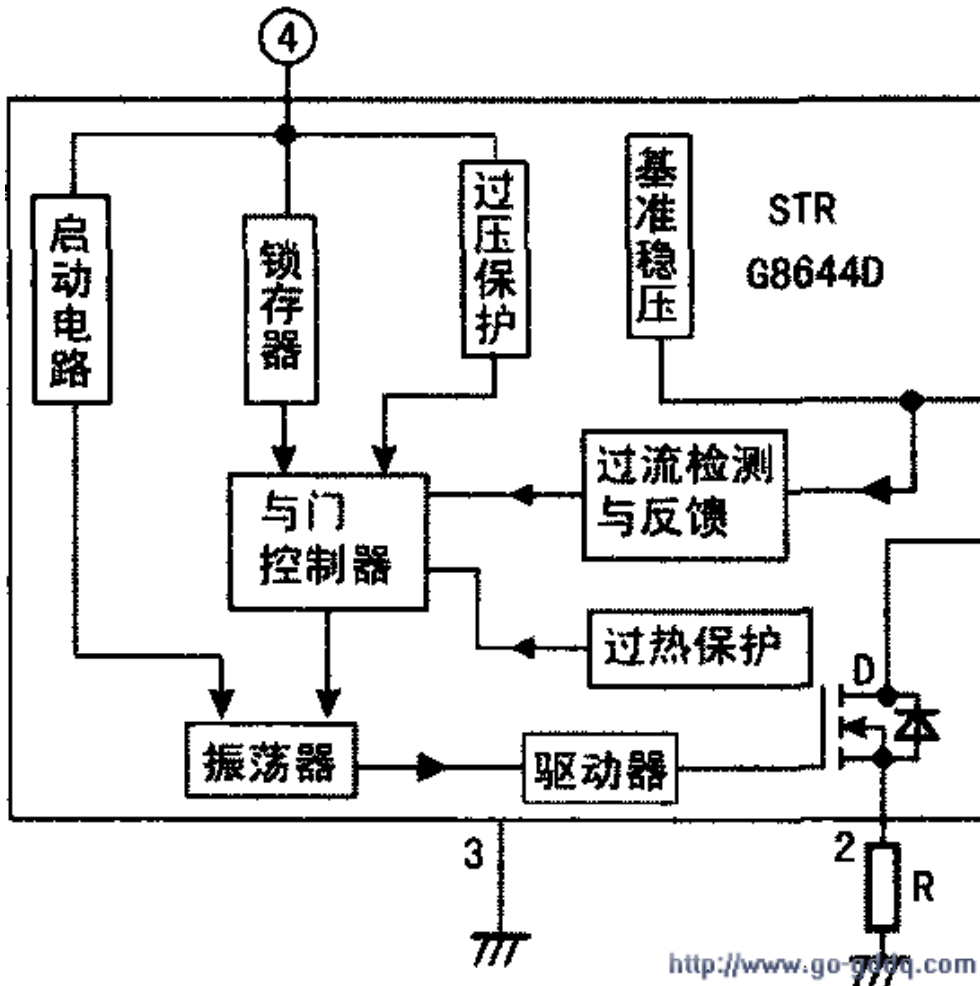 4
启动电路
锁存器
过压保护
基准稳压
STR
G8644D
过流检测
与反馈
与门
控制器
过热保护
D
振荡器
驱动器
3
2
R
http://www.go-gddq.com